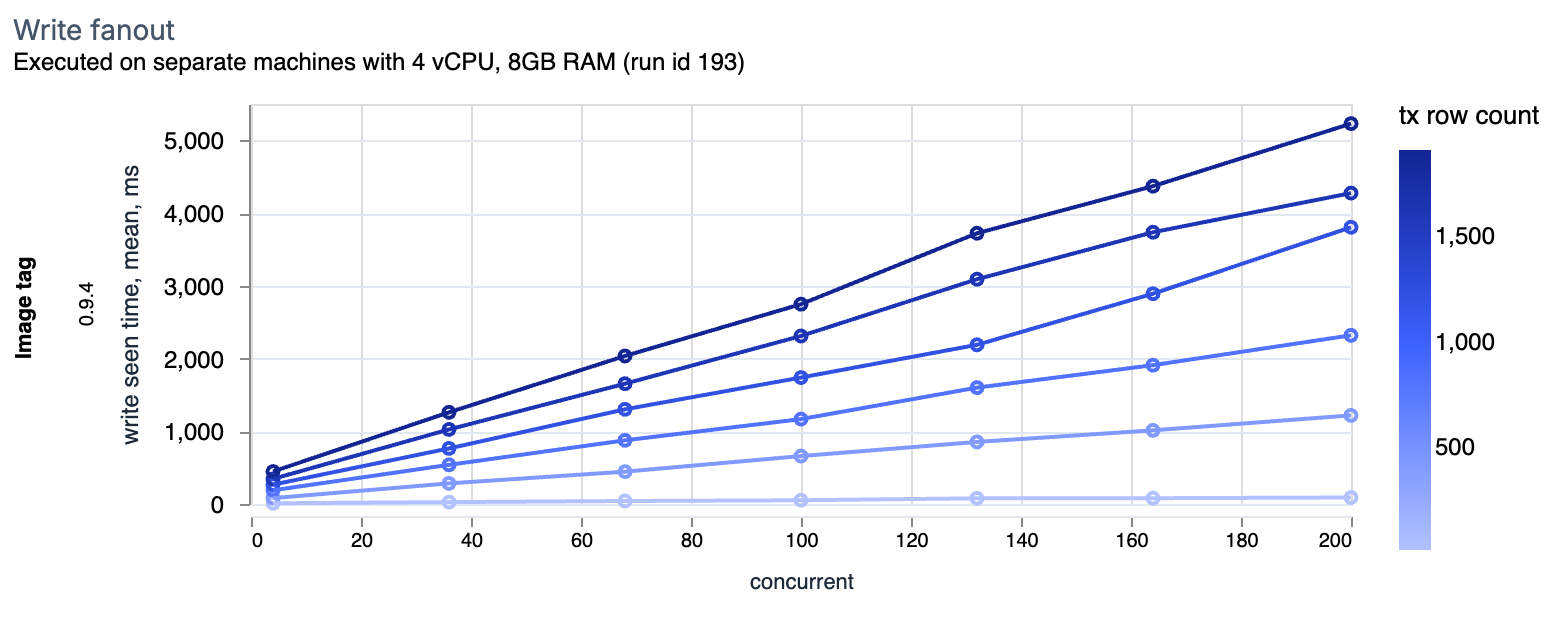 Write fanout
Executed on separate machines with 4 vCPU, 8GB RAM (run id 193)
Image tag
0.9.4
write seen time, mean, ms
5,000
4,000
3,000
2,000
1,000
0
0 20 40 60 80 100 120 140 160 180 200
concurrent
tx row count
1,500
1,000
500